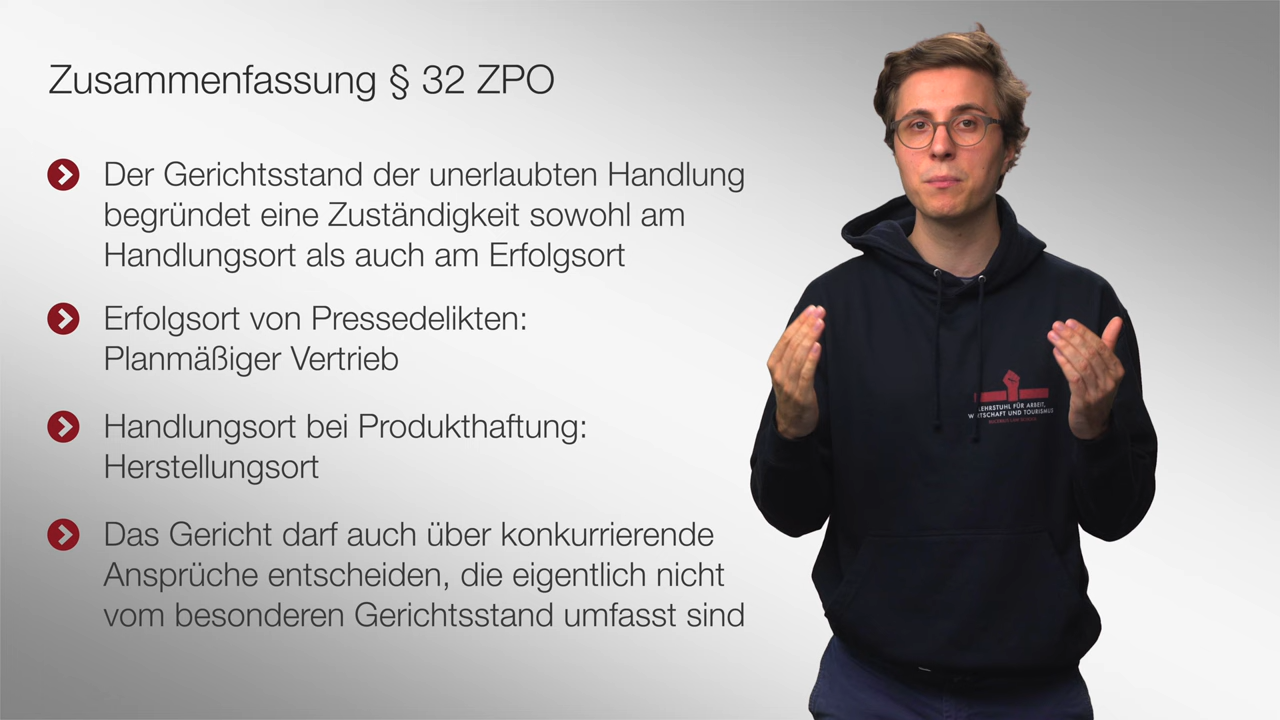 Zusammenfassung § 32 ZPO
Der Gerichtsstand der unerlaubten Handlung
begründet eine Zuständigkeit sowohl am
Handlungsort als auch am Erfolgsort
Erfolgsort von Pressedelikten:
Planmäßiger Vertrieb
Handlungsort bei Produkthaftung:
Herstellungsort
Das Gericht darf auch über konkurrierende
Ansprüche entscheiden, die eigentlich nicht
vom besonderen Gerichtsstand umfasst sind
LEHRSTUHL FÜR ARBEIT,
WIRTSCHAFT UND TOURISMUS